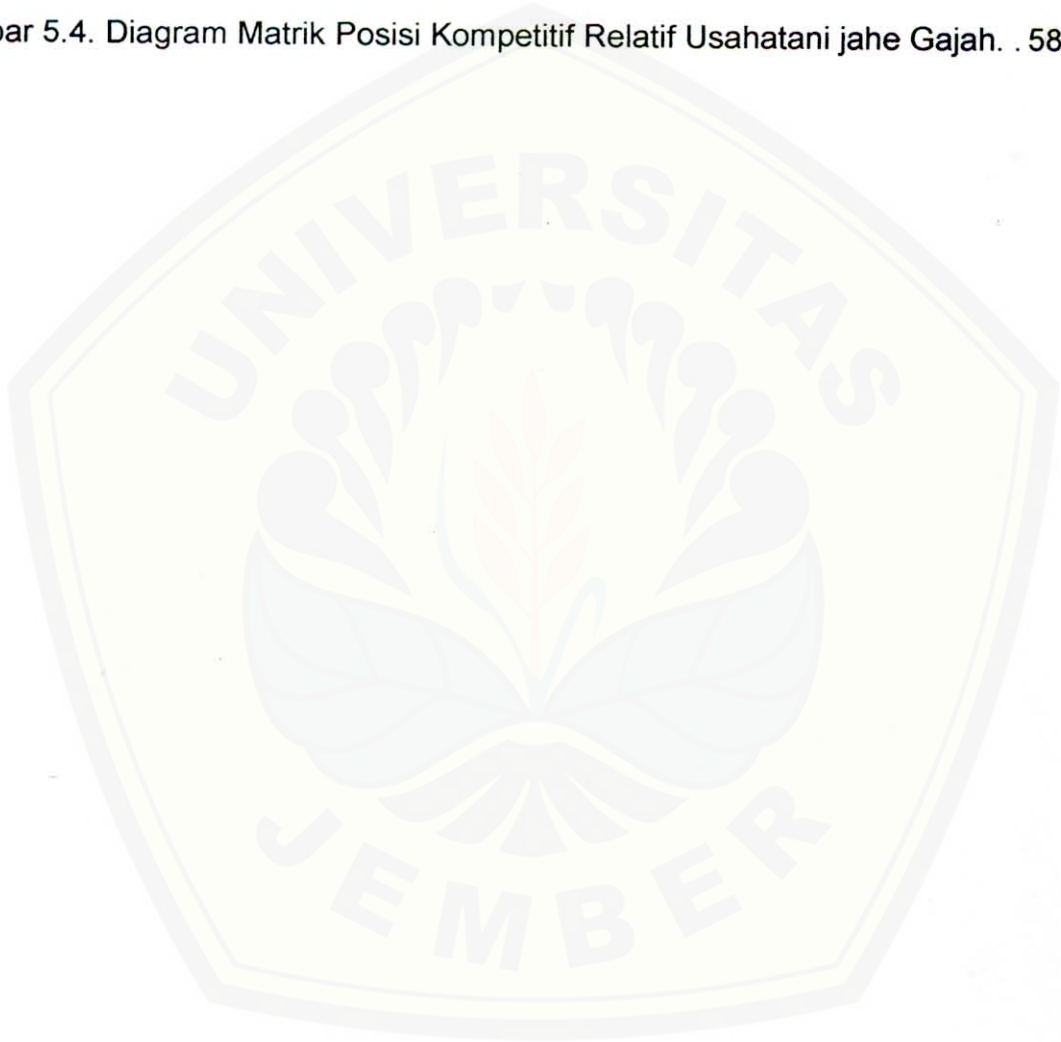 bar 5.4. Diagram Matrik Posisi Kompetitif Relatif Usahatani jahe Gajah. . 58
UNIVERSITAS
JEMBER